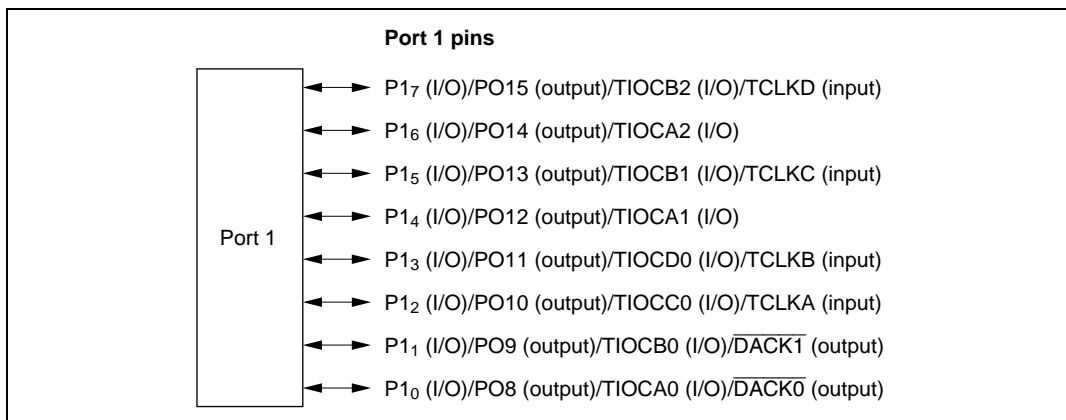 Port 1 pins
P1₇ (I/O)/PO15 (output)/TIOCB2 (I/O)/TCLKD (input)
P1₆ (I/O)/PO14 (output)/TIOCA2 (I/O)
P1₅ (I/O)/PO13 (output)/TIOCB1 (I/O)/TCLKC (input)
P1₄ (I/O)/PO12 (output)/TIOCA1 (I/O)
Port 1
P1₃ (I/O)/PO11 (output)/TIOCD0 (I/O)/TCLKB (input)
P1₂ (I/O)/PO10 (output)/TIOCC0 (I/O)/TCLKA (input)
P1₁ (I/O)/PO9 (output)/TIOCB0 (I/O)/D̅A̅C̅K̅1̅ (output)
P1₀ (I/O)/PO8 (output)/TIOCA0 (I/O)/D̅A̅C̅K̅0̅ (output)